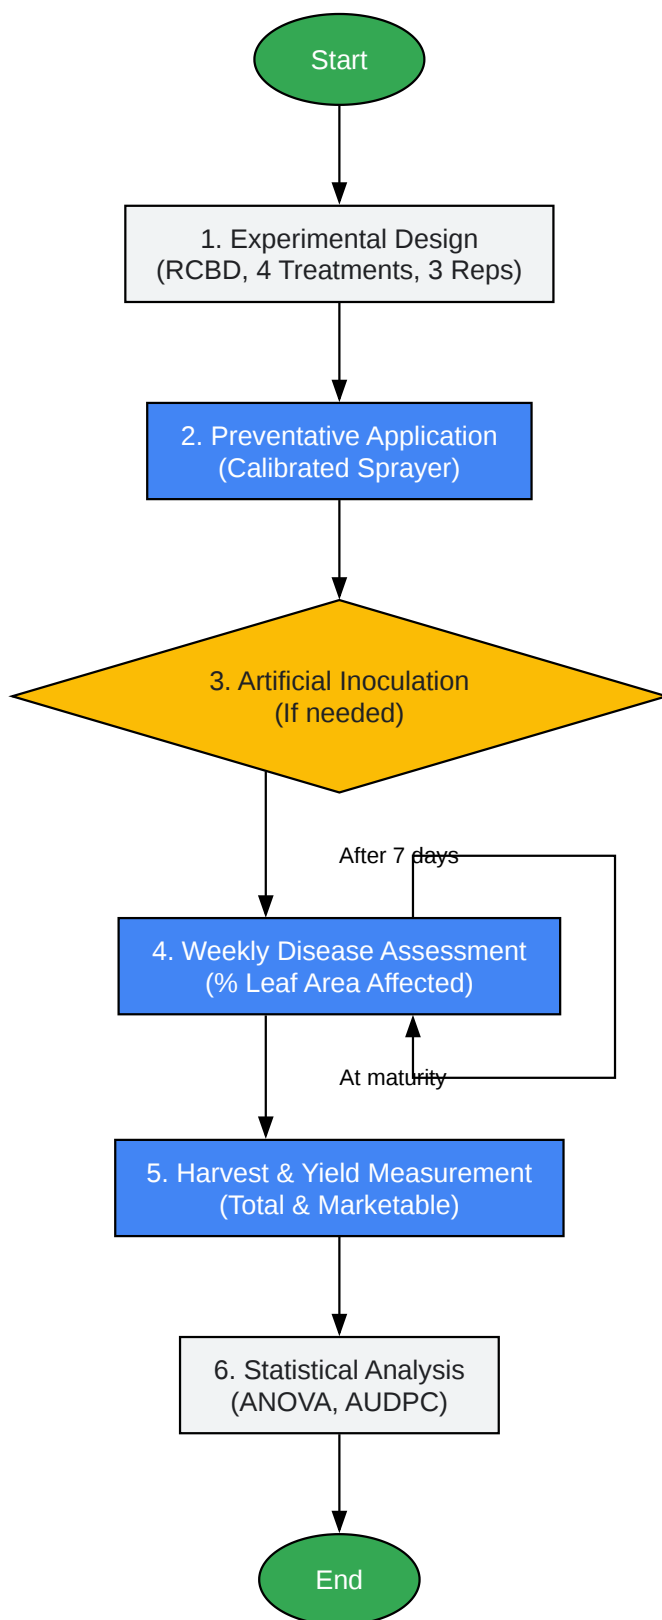 Start
1. Experimental Design
(RCBD, 4 Treatments, 3 Reps)
2. Preventative Application
(Calibrated Sprayer)
3. Artificial Inoculation
(If needed)
After 7 days
4. Weekly Disease Assessment
(% Leaf Area Affected)
At maturity
5. Harvest & Yield Measurement
(Total & Marketable)
6. Statistical Analysis
(ANOVA, AUDPC)
End